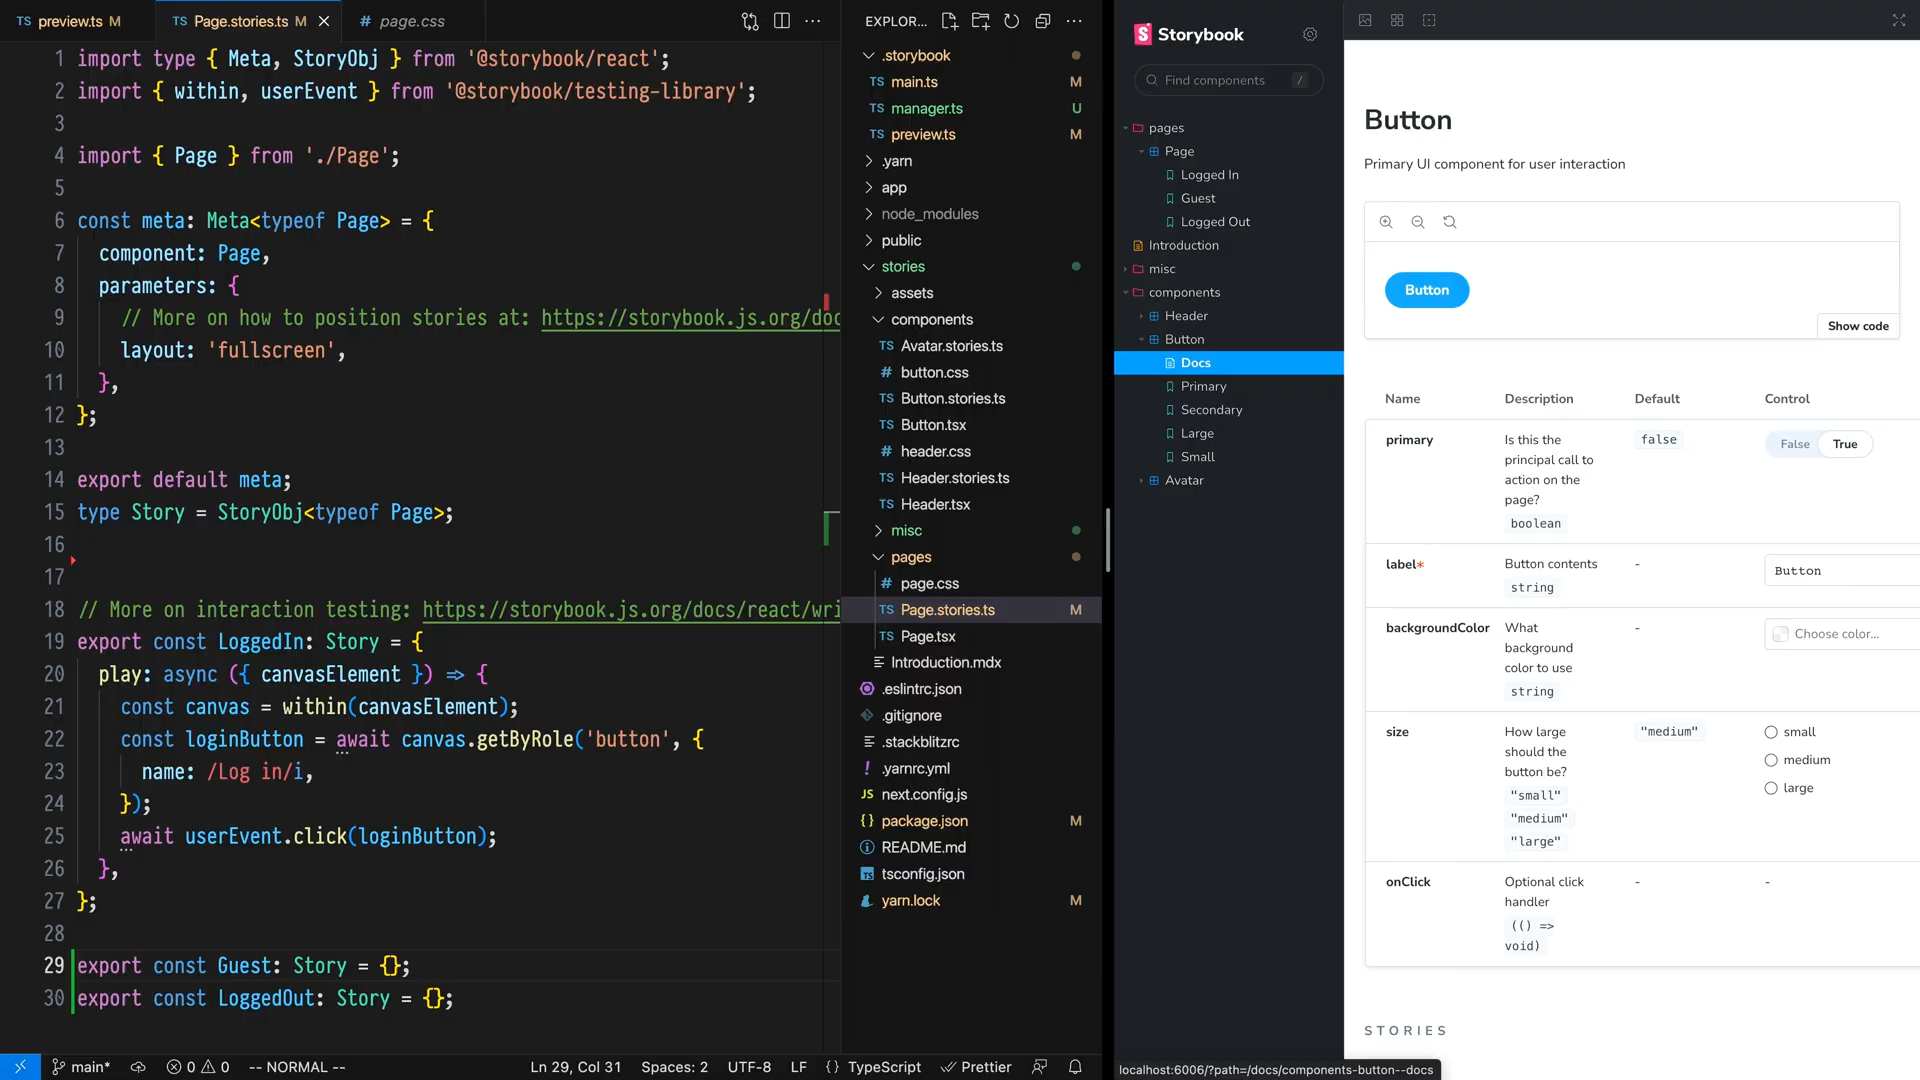 TS preview.ts M
TS Page.stories.ts M
# page.css
1 import type { Meta, StoryObj } from '@storybook/react';
2 import { within, userEvent } from '@storybook/testing-library';
3
4 import { Page } from './Page';
5
6 const meta: Meta<typeof Page> = {
7 component: Page,
8 parameters: {
9 // More on how to position stories at: https://storybook.js.org/doc
10 layout: 'fullscreen',
11 },
12 };
13
14 export default meta;
15 type Story = StoryObj<typeof Page>;
16
17
18 // More on interaction testing: https://storybook.js.org/docs/react/wri
19 export const LoggedIn: Story = {
20 play: async ({ canvasElement }) => {
21 const canvas = within(canvasElement);
22 const loginButton = await canvas.getByRole('button', {
23 name: /Log in/i,
24 });
25 await userEvent.click(loginButton);
26 },
27 };
28
29 export const Guest: Story = {};
30 export const LoggedOut: Story = {};
main* 0 0 -- NORMAL -- Ln 29, Col 31 Spaces: 2 UTF-8 LF {} TypeScript Prettier
EXPLOR...
.storybook
TS main.ts M
TS manager.ts U
TS preview.ts M
.yarn
app
node_modules
public
stories
assets
components
TS Avatar.stories.ts
# button.css
TS Button.stories.ts
TS Button.tsx
# header.css
TS Header.stories.ts
TS Header.tsx
misc
pages
# page.css
TS Page.stories.ts M
TS Page.tsx
Introduction.mdx
.eslintrc.json
.gitignore
.stackblitzrc
! .yarnrc.yml
JS next.config.js
{} package.json M
README.md
TS tsconfig.json
yarn.lock M
S Storybook
Find components /
pages
Page
Logged In
Guest
Logged Out
Introduction
misc
components
Header
Button
Docs
Primary
Secondary
Large
Small
Avatar
localhost:6006/?path=/docs/components-button--docs
Button
Primary UI component for user interaction
Button
Show code
Name Description Default Control
primary
Is this the
principal call to
action on the
page?
boolean
false
False True
label*
Button contents
string
-
Button
backgroundColor
What
background
color to use
string
-
Choose color...
size
How large
should the
button be?
"small"
"medium"
"large"
"medium"
small
medium
large
onClick
Optional click
handler
(() =>
void)
-
-
STORIES